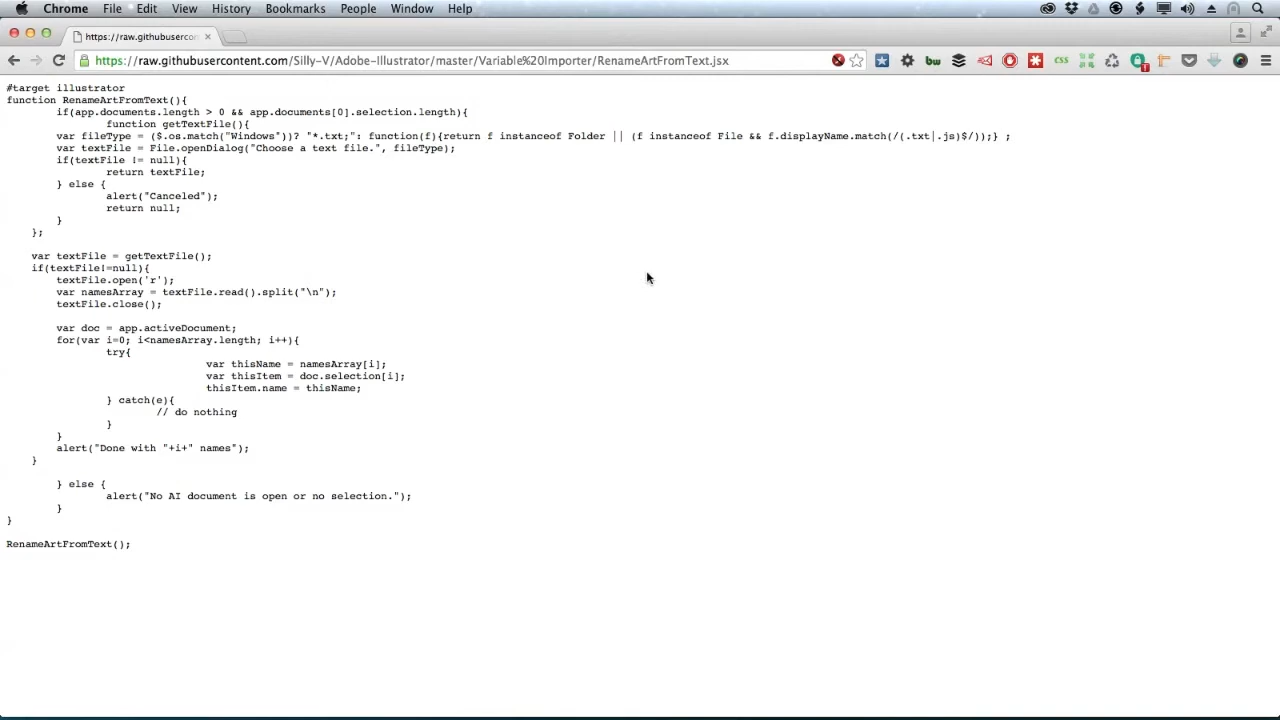 Chrome File Edit View History Bookmarks People Window Help
https://raw.githubusercon
https://raw.githubusercontent.com/Silly-V/Adobe-Illustrator/master/Variable%20Importer/RenameArtFromText.jsx
bw
CSS
1
#target illustrator
function RenameArtFromText(){
if(app.documents.length > 0 && app.documents[0].selection.length){
function getTextFile(){
var fileType = ($.os.match("Windows"))? "*.txt;": function(f){return f instanceof Folder || (f instanceof File && f.displayName.match(/(.txt|.js)$/));} ;
var textFile = File.openDialog("Choose a text file.", fileType);
if(textFile != null){
return textFile;
} else {
alert("Canceled");
return null;
}
};
var textFile = getTextFile();
if(textFile!=null){
textFile.open('r');
var namesArray = textFile.read().split("\n");
textFile.close();
var doc = app.activeDocument;
for(var i=0; i<namesArray.length; i++){
try{
var thisName = namesArray[i];
var thisItem = doc.selection[i];
thisItem.name = thisName;
} catch(e){
// do nothing
}
}
alert("Done with "+i+" names");
}
} else {
alert("No AI document is open or no selection.");
}
}
RenameArtFromText();